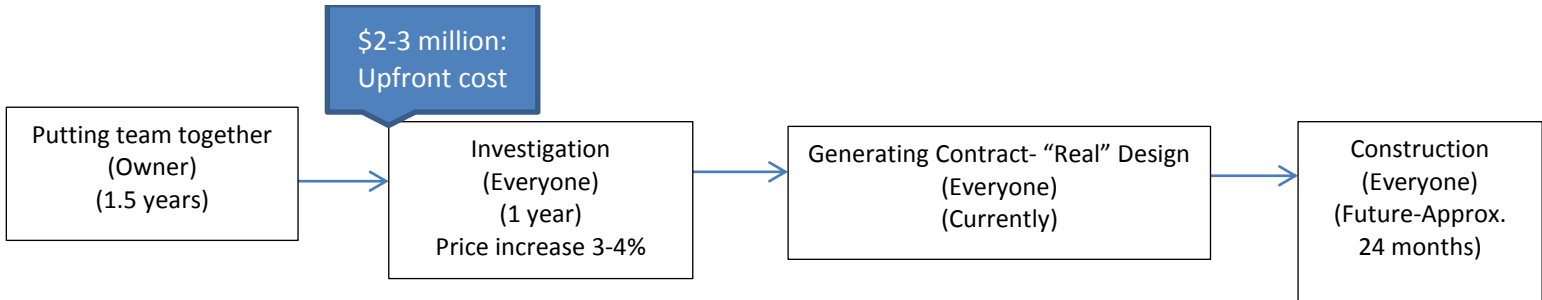 $2-3 million:
Upfront cost
Putting team together
(Owner)
(1.5 years)
Investigation
(Everyone)
(1 year)
Price increase 3-4%
Generating Contract- “Real” Design
(Everyone)
(Currently)
Construction
(Everyone)
(Future-Approx.
24 months)